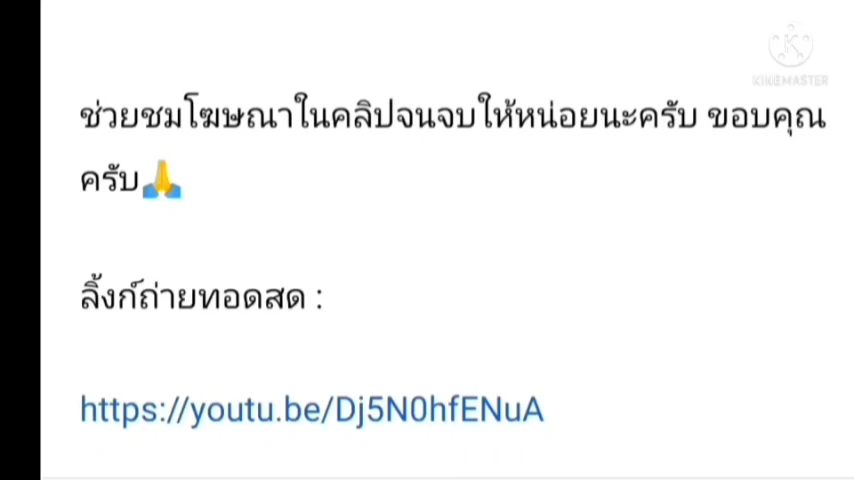 KINEMASTER
ช่วยชมโฆษณาในคลิปจนจบให้หน่อยนะครับ ขอบคุณ
ครับ🙏
ลิ้งก์ถ่ายทอดสด :
https://youtu.be/Dj5N0hfENuA